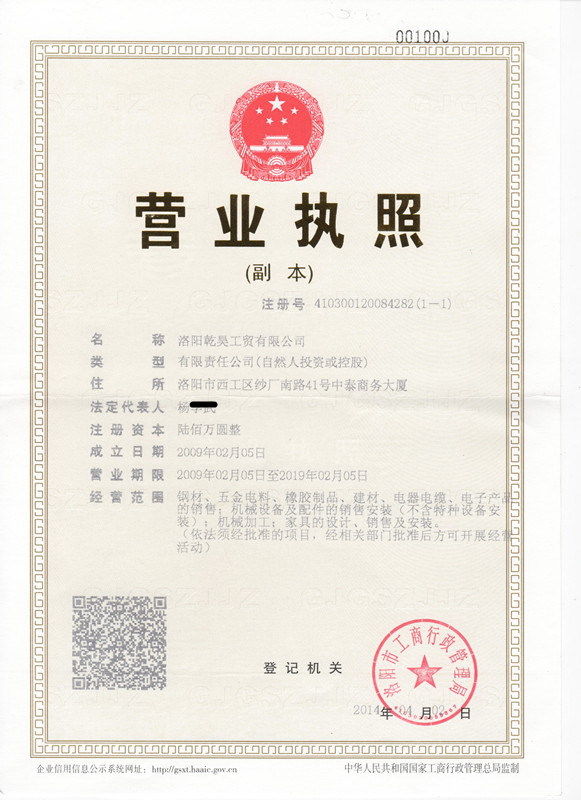 00100J
营业执照
(副 本)
注册号 410300120084282(1-1)
名 称 洛阳乾昊工贸有限公司
类 型 有限责任公司(自然人投资或控股)
住 所 洛阳市西工区纱厂南路41号中泰商务大厦
法定代表人 杨
注册资本 陆佰万圆整
成立日期 2009年02月05日
营业期限 2009年02月05日至2019年02月05日
经营范围 钢材、五金电料、橡胶制品、建材、电器电缆、电子产品
的销售；机械设备及配件的销售安装（不含特种设备安
装）；机械加工；家具的设计、销售及安装。
（依法须经批准的项目，经相关部门批准后方可开展经营
活动）
登记机关
洛阳市工商行政管理局
2014年04月02日
企业信用信息公示系统网址：http://gsxt.haaic.gov.cn
中华人民共和国国家工商行政管理总局监制